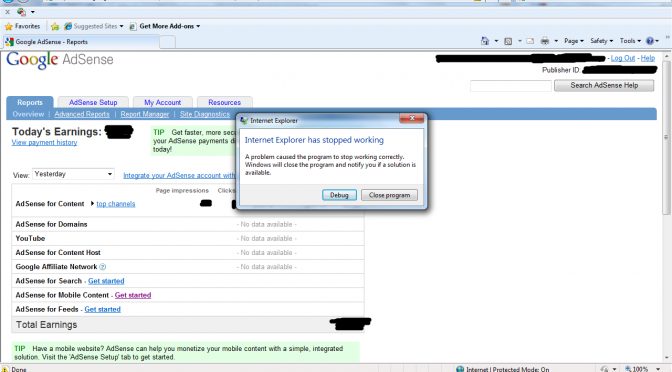 x
Favorites
Suggested Sites
Get More Add-ons
Google AdSense - Reports
Page
Safety
Tools
Google AdSense
Log Out - Help
Publisher ID
Search AdSense Help
Reports
AdSense Setup
My Account
Resources
Overview | Advanced Reports | Report Manager | Site Diagnostics
Today's Earnings:
View payment history
TIP Get faster, more sec
your AdSense payments di
today!
Internet Explorer
Internet Explorer has stopped working
A problem caused the program to stop working correctly.
Windows will close the program and notify you if a solution is
available.
Debug
Close program
View: Yesterday
Integrate your AdSense account with
Page impressions
Clicks
AdSense for Content
top channels
AdSense for Domains - No data available -
YouTube - No data available -
AdSense for Content Host - No data available -
Google Affiliate Network - No data available -
AdSense for Search - Get started
AdSense for Mobile Content - Get started
AdSense for Feeds - Get started
Total Earnings
TIP Have a mobile website? AdSense can help you monetize your mobile content with a simple, integrated
solution. Visit the 'AdSense Setup' tab to get started.
Done
Internet | Protected Mode: On
100%